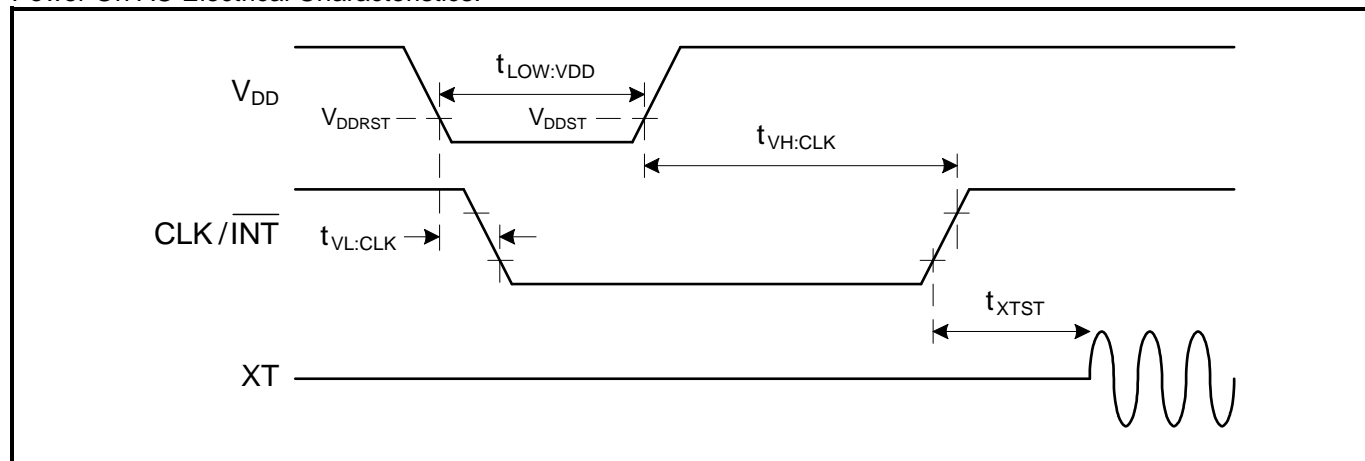 Power On AC Electrical Characteristics.
tLOW:VDD
VDD
VDDRST
VDDST
tVH:CLK
CLK/INT
tVL:CLK
tXTST
XT